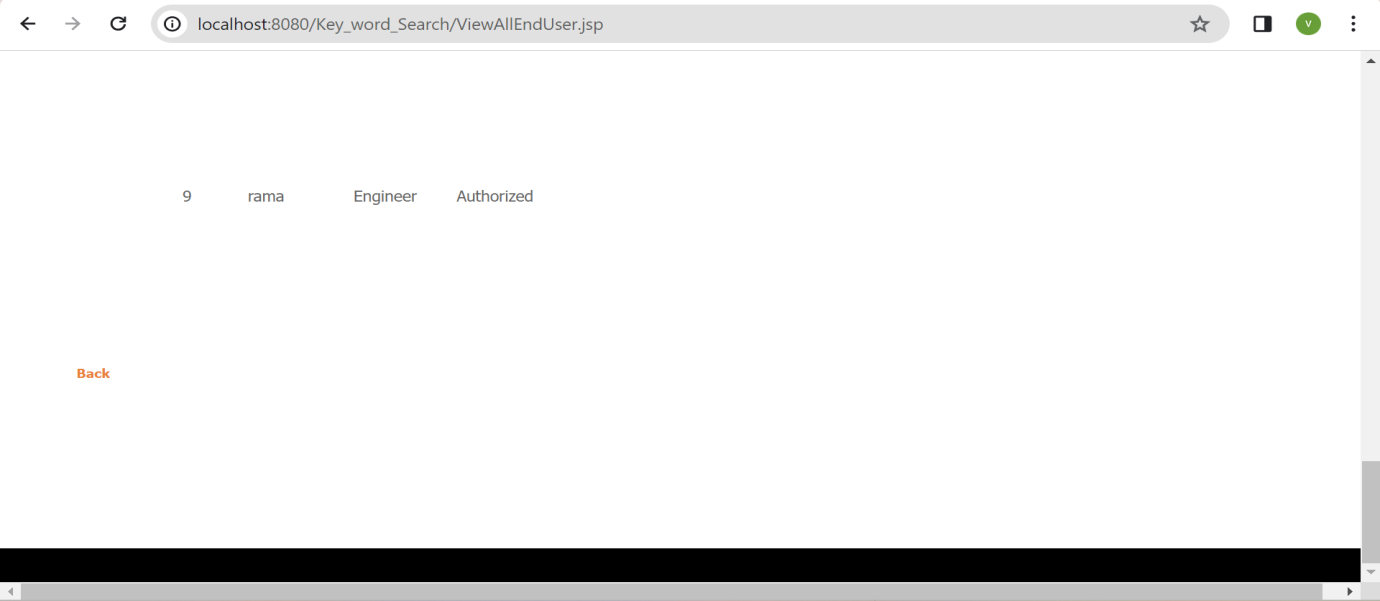 localhost:8080/Key_word_Search/ViewAllEndUser.jsp
V
9 rama Engineer Authorized
Back